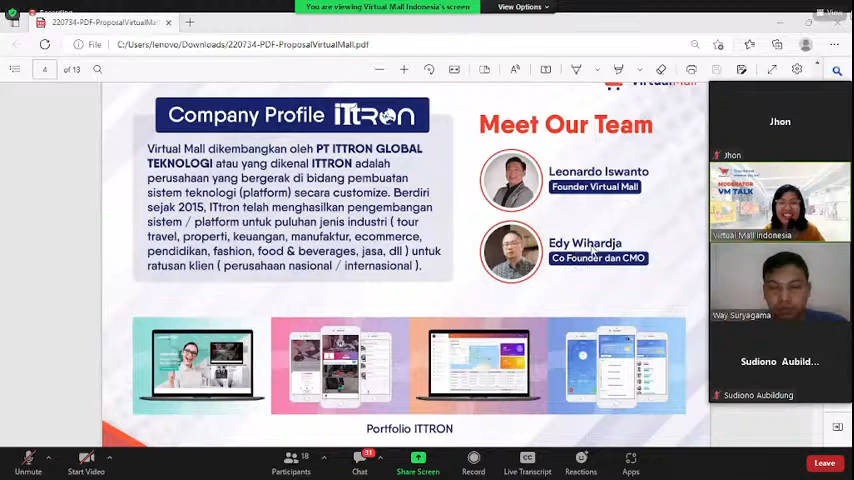 Recording
You are viewing Virtual Mall Indonesia's screen
View Options
View
220734-PDF-ProposalVirtualMall.
File
C:/Users/lenovo/Downloads/220734-PDF-ProposalVirtualMall.pdf
4 of 13
Company Profile ITtron
Virtual Mall dikembangkan oleh PT ITTRON GLOBAL
TEKNOLOGI atau yang dikenal ITTRON adalah
perusahaan yang bergerak di bidang pembuatan
sistem teknologi (platform) secara customize. Berdiri
sejak 2015, ITtron telah menghasilkan pengembangan
sistem / platform untuk puluhan jenis industri ( tour
travel, properti, keuangan, manufaktur, ecommerce,
pendidikan, fashion, food & beverages, jasa, dll ) untuk
ratusan klien ( perusahaan nasional / internasional ).
Meet Our Team
Leonardo Iswanto
Founder Virtual Mall
Edy Wihardja
Co Founder dan CMO
Portfolio ITTRON
Jhon
Jhon
MODERATOR
VM TALK
Virtual Mall Indonesia
Way Suryagama
Sudiono Aubild...
Sudiono Aubildung
Unmute
Start Video
18
Participants
31
Chat
Share Screen
Record
CC
Live Transcript
Reactions
Apps
Leave